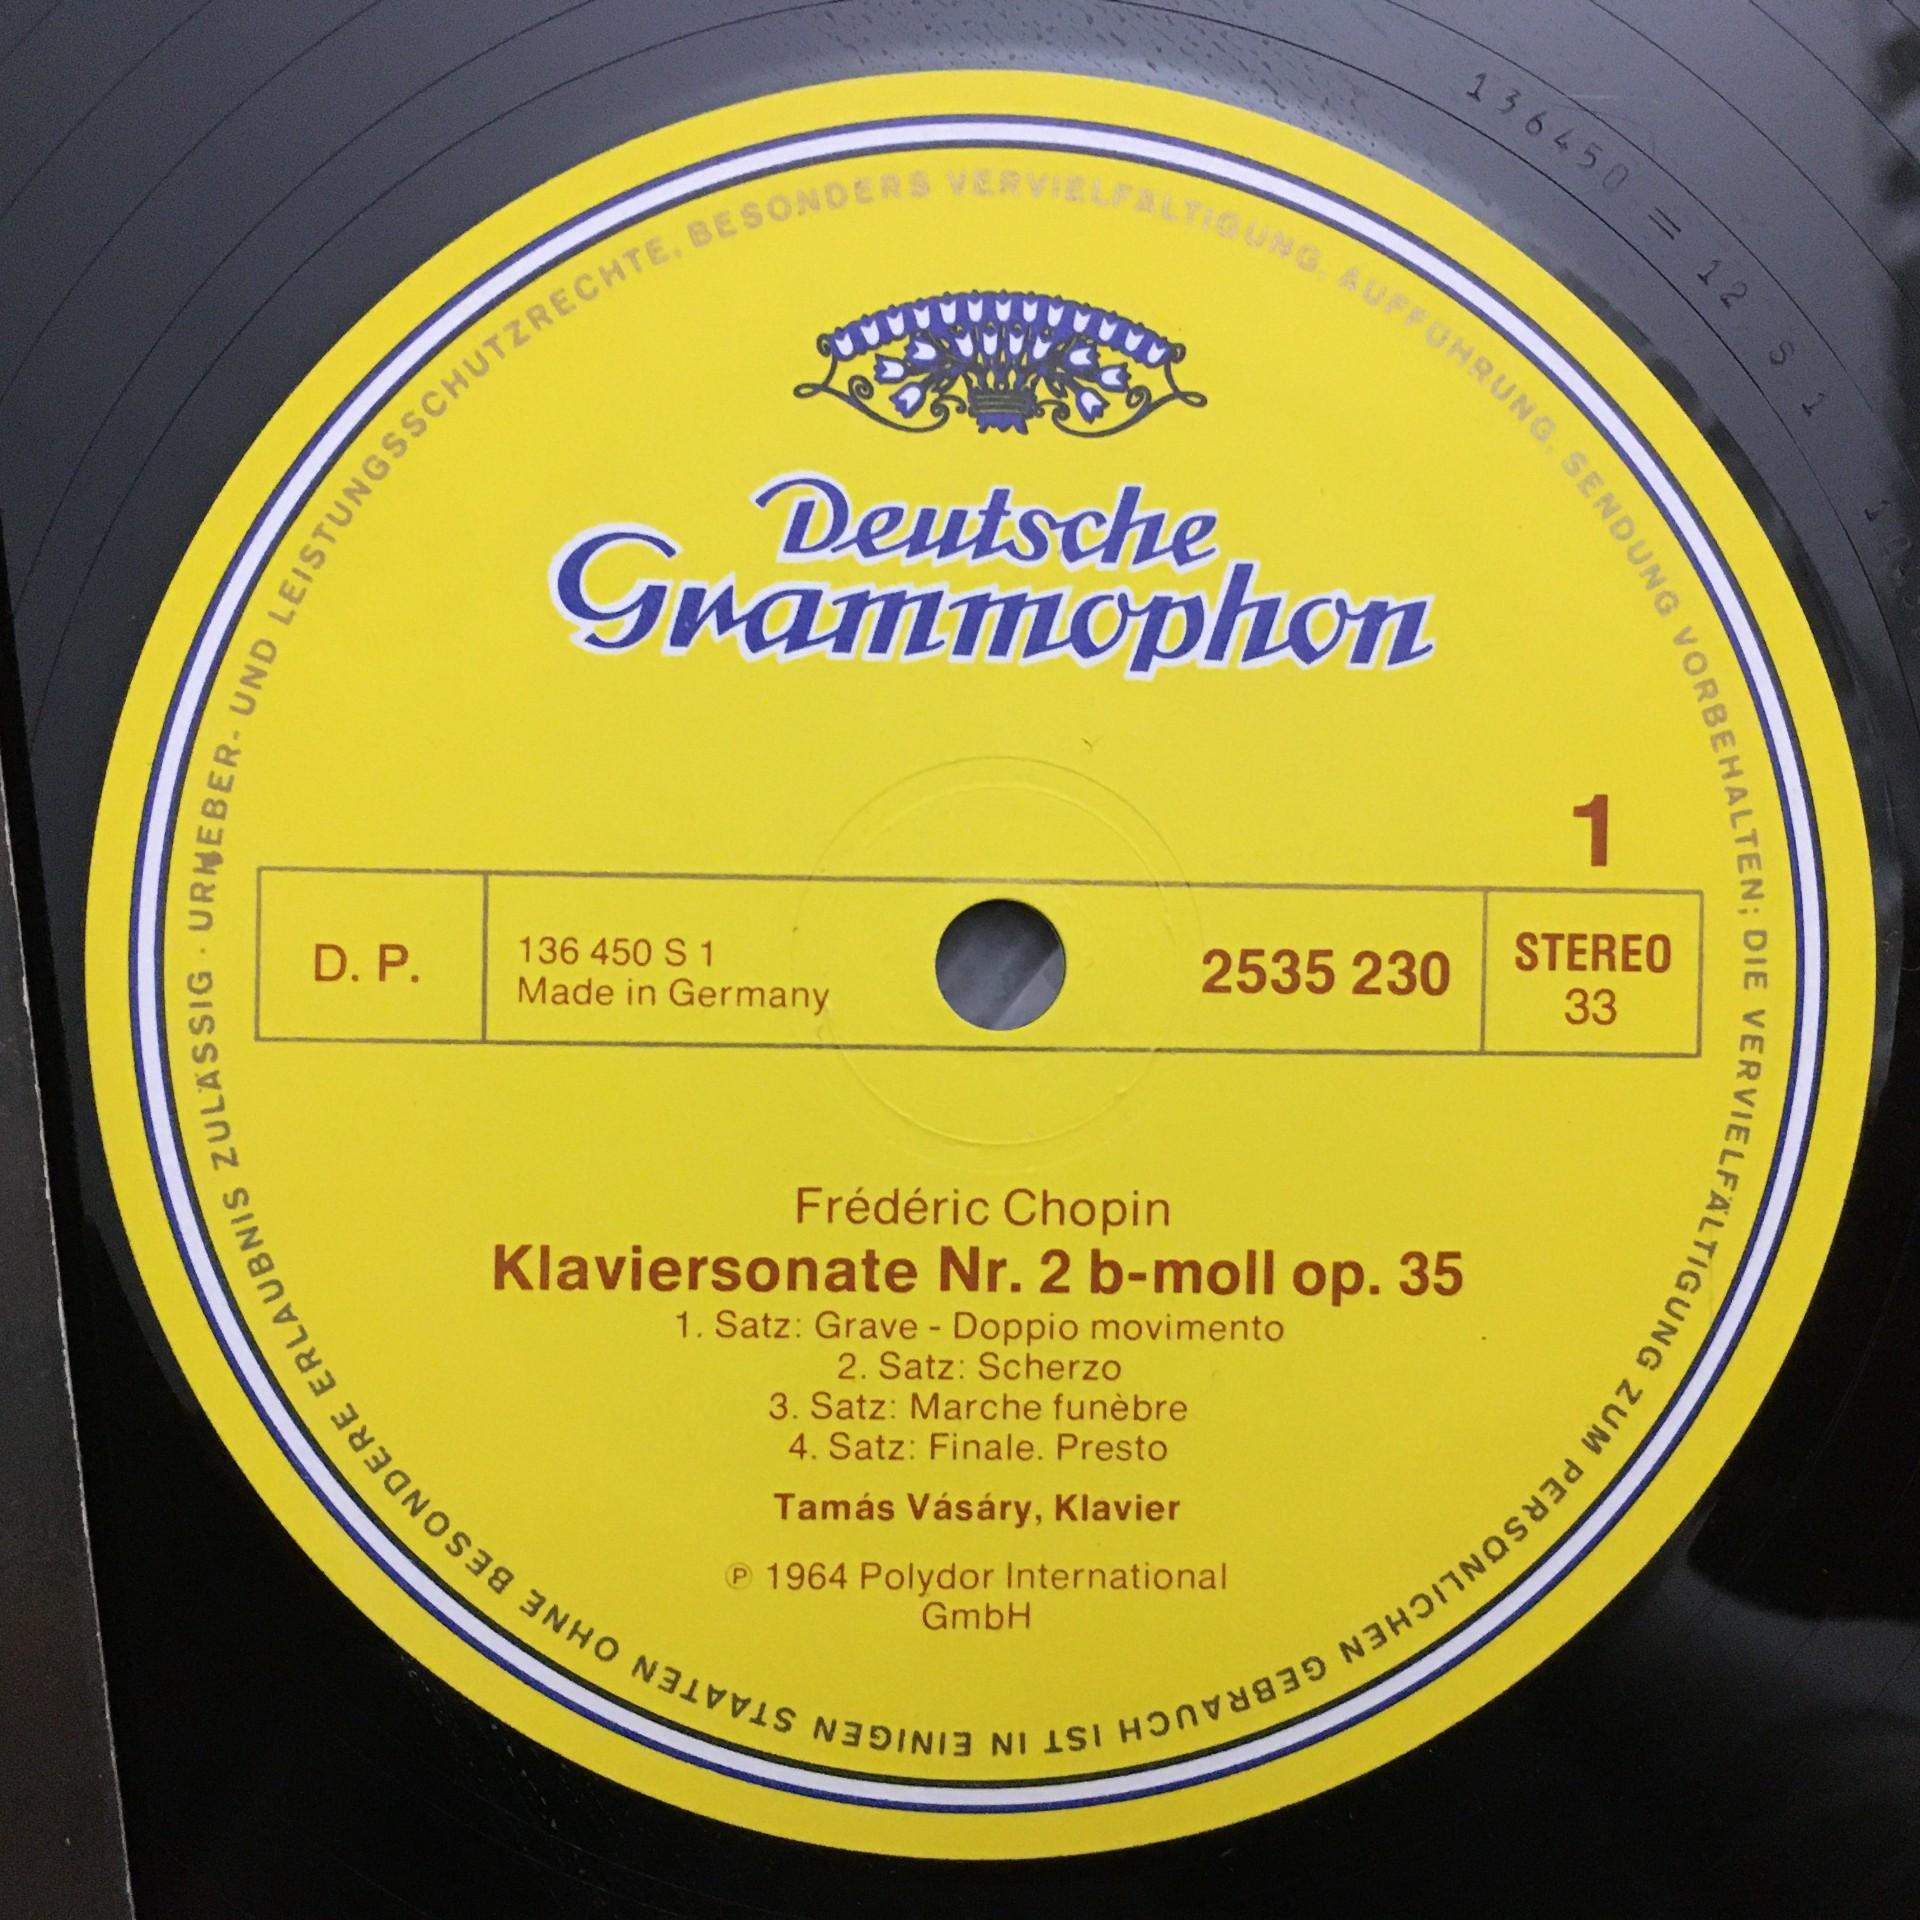 136450 = 12 S 1
URHEBER- UND LEISTUNGSSCHUTZRECHTE, BESONDERS VERVIELFÄLTIGUNG, AUFFÜHRUNG, SENDUNG VORBEHALTEN; DIE VERVIELFÄLTIGUNG ZUM PERSÖNLICHEN GEBRAUCH IST IN EINIGEN STAATEN OHNE BESONDERE ERLAUBNIS ZULÄSSIG ·
Deutsche
Grammophon
1
D. P.
136 450 S 1
Made in Germany
2535 230
STEREO
33
Frédéric Chopin
Klaviersonate Nr. 2 b-moll op. 35
1. Satz: Grave - Doppio movimento
2. Satz: Scherzo
3. Satz: Marche funèbre
4. Satz: Finale. Presto
Tamás Vásáry, Klavier
℗ 1964 Polydor International
GmbH